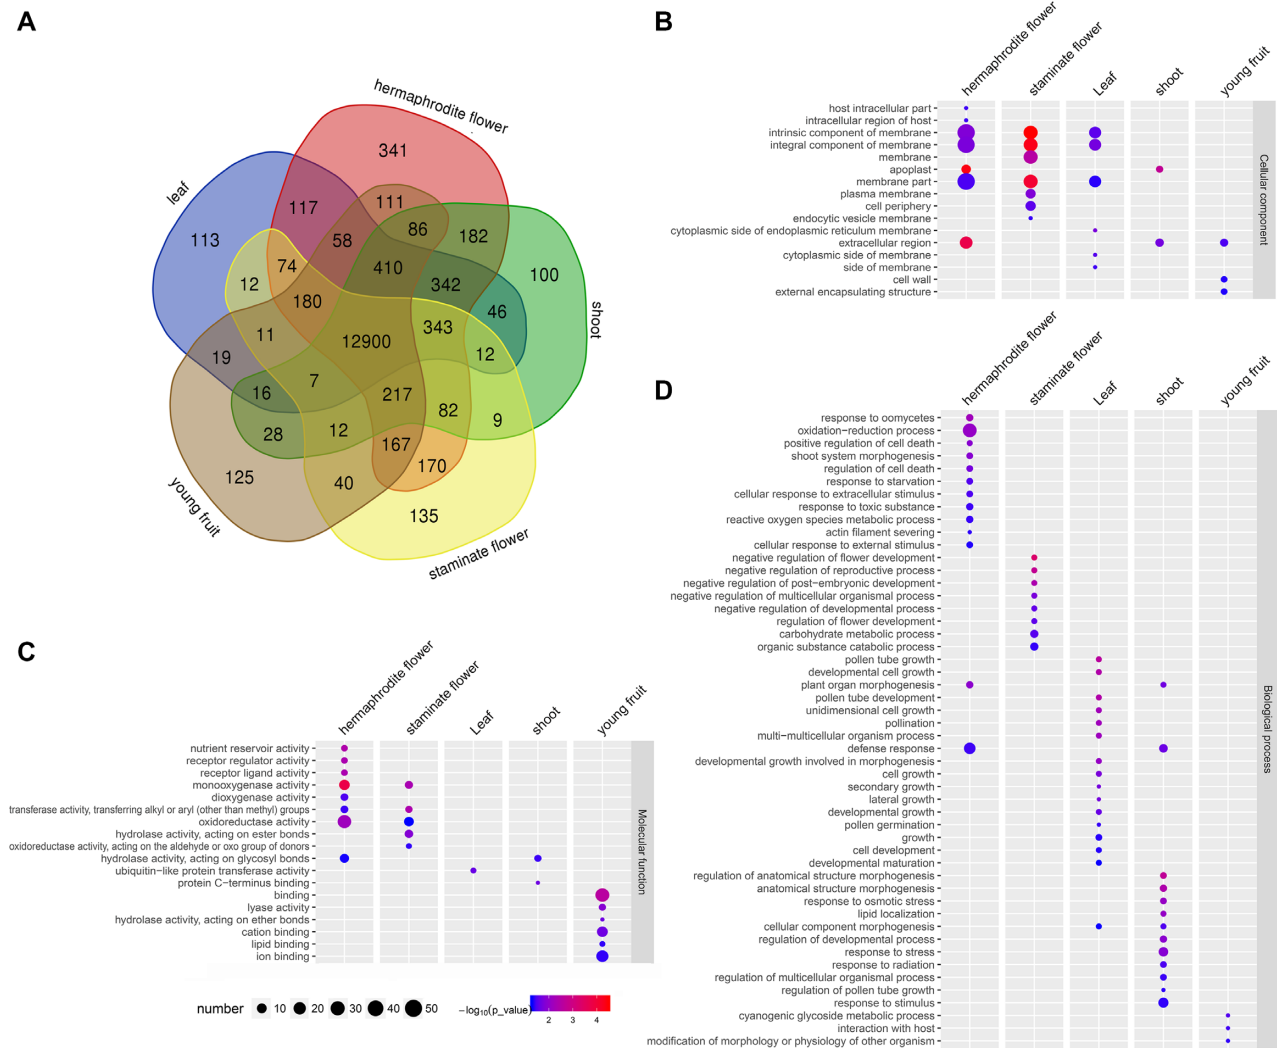 A
hermaphrodite flower
leaf
shoot
young fruit
staminate flower
341
117
111
113
58
86
182
74
410
100
12
342
180
46
11
343
12900
12
19
7
16
217
82
9
28
12
167
125
170
40
135
B
hermaphrodite flower
staminate flower
Leaf
shoot
young fruit
host intracellular part
intracellular region of host
intrinsic component of membrane
integral component of membrane
membrane
apoplast
membrane part
plasma membrane
cell periphery
endocytic vesicle membrane
cytoplasmic side of endoplasmic reticulum membrane
extracellular region
cytoplasmic side of membrane
side of membrane
cell wall
external encapsulating structure
Cellular component
C
hermaphrodite flower
staminate flower
Leaf
shoot
young fruit
nutrient reservoir activity
receptor regulator activity
receptor ligand activity
monooxygenase activity
dioxygenase activity
transferase activity, transferring alkyl or aryl (other than methyl) groups
oxidoreductase activity
hydrolase activity, acting on ester bonds
oxidoreductase activity, acting on the aldehyde or oxo group of donors
hydrolase activity, acting on glycosyl bonds
ubiquitin−like protein transferase activity
protein C−terminus binding
binding
lyase activity
hydrolase activity, acting on ether bonds
cation binding
lipid binding
ion binding
Molecular function
number 10 20 30 40 50
−log10(p_value)
2 3 4
D
hermaphrodite flower
staminate flower
Leaf
shoot
young fruit
response to oomycetes
oxidation−reduction process
positive regulation of cell death
shoot system morphogenesis
regulation of cell death
response to starvation
cellular response to extracellular stimulus
response to toxic substance
reactive oxygen species metabolic process
actin filament severing
cellular response to external stimulus
negative regulation of flower development
negative regulation of reproductive process
negative regulation of post−embryonic development
negative regulation of multicellular organismal process
negative regulation of developmental process
regulation of flower development
carbohydrate metabolic process
organic substance catabolic process
pollen tube growth
developmental cell growth
plant organ morphogenesis
pollen tube development
unidimensional cell growth
pollination
multi−multicellular organism process
defense response
developmental growth involved in morphogenesis
cell growth
secondary growth
lateral growth
developmental growth
pollen germination
growth
cell development
developmental maturation
regulation of anatomical structure morphogenesis
anatomical structure morphogenesis
response to osmotic stress
lipid localization
cellular component morphogenesis
regulation of developmental process
response to stress
response to radiation
regulation of multicellular organismal process
regulation of pollen tube growth
response to stimulus
cyanogenic glycoside metabolic process
interaction with host
modification of morphology or physiology of other organism
Biological process